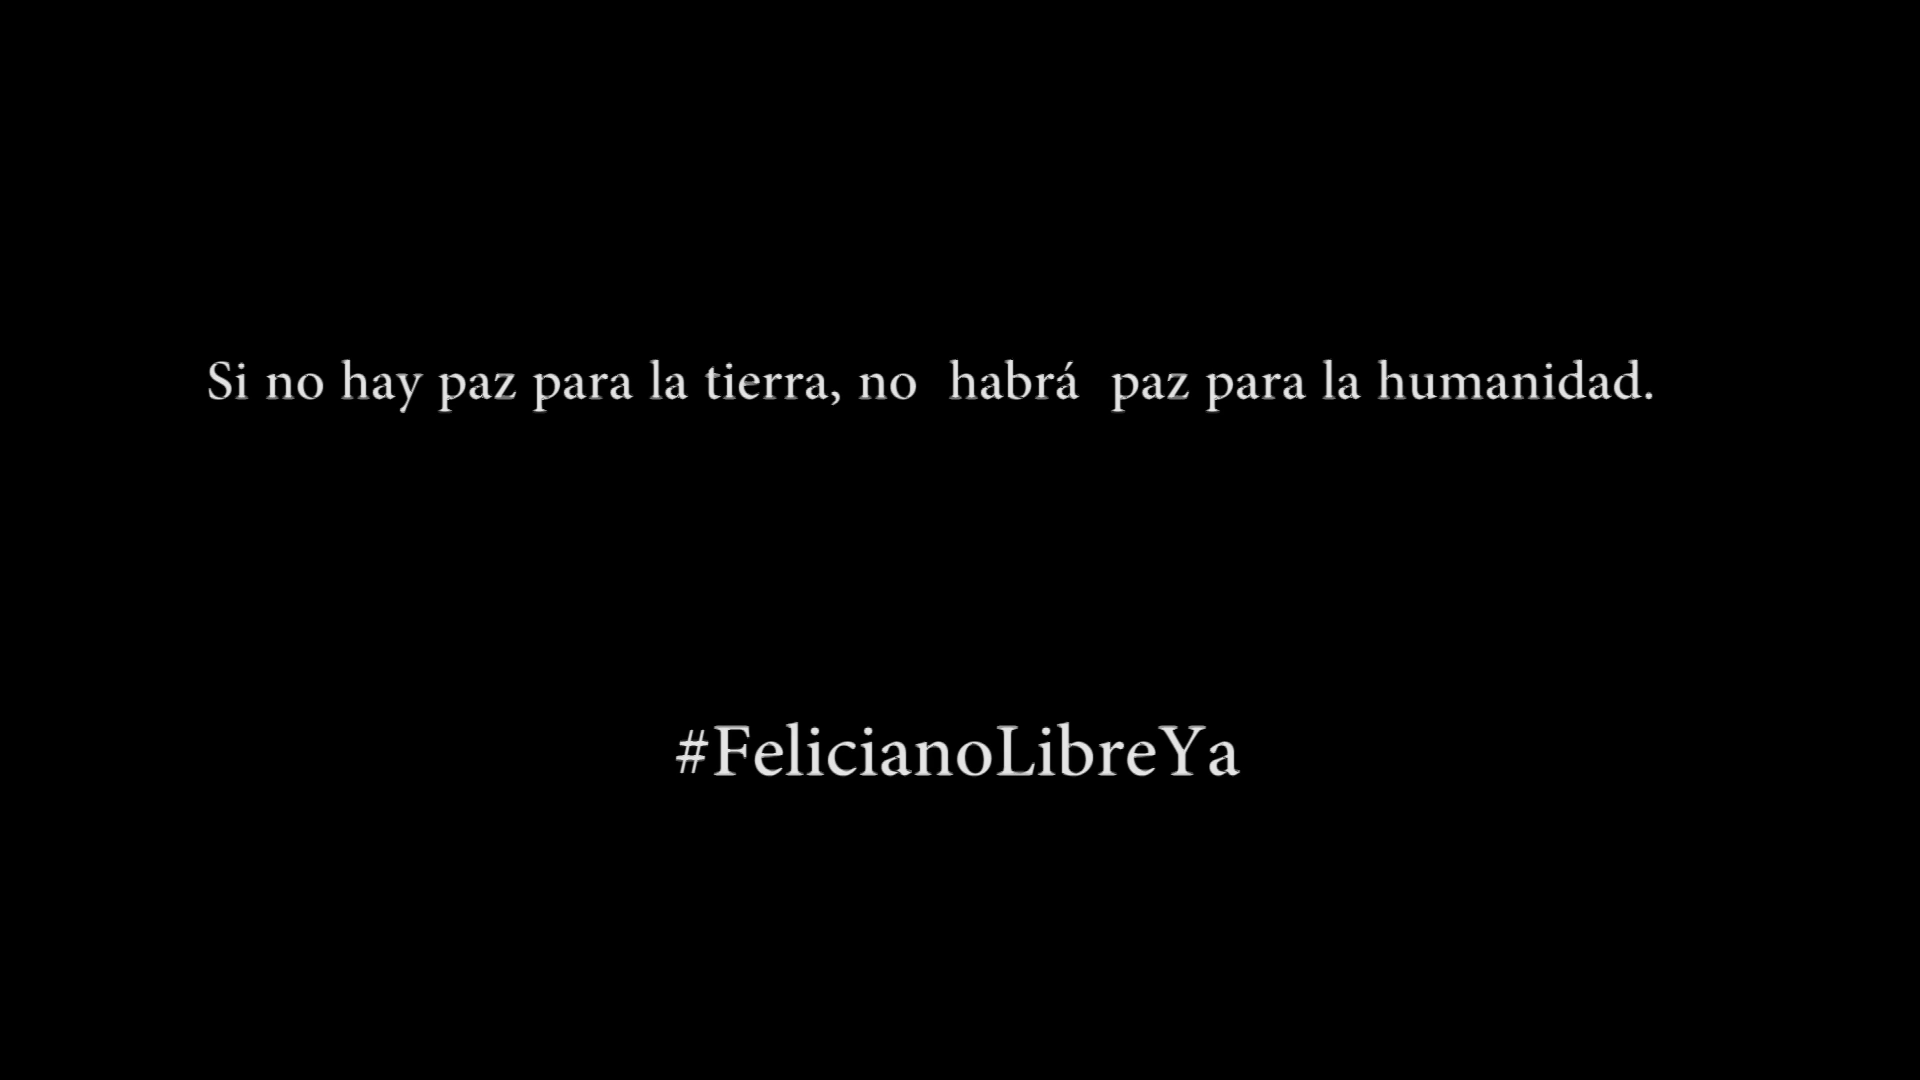 Si no hay paz para la tierra, no  habrá  paz para la humanidad.
#FelicianoLibreYa